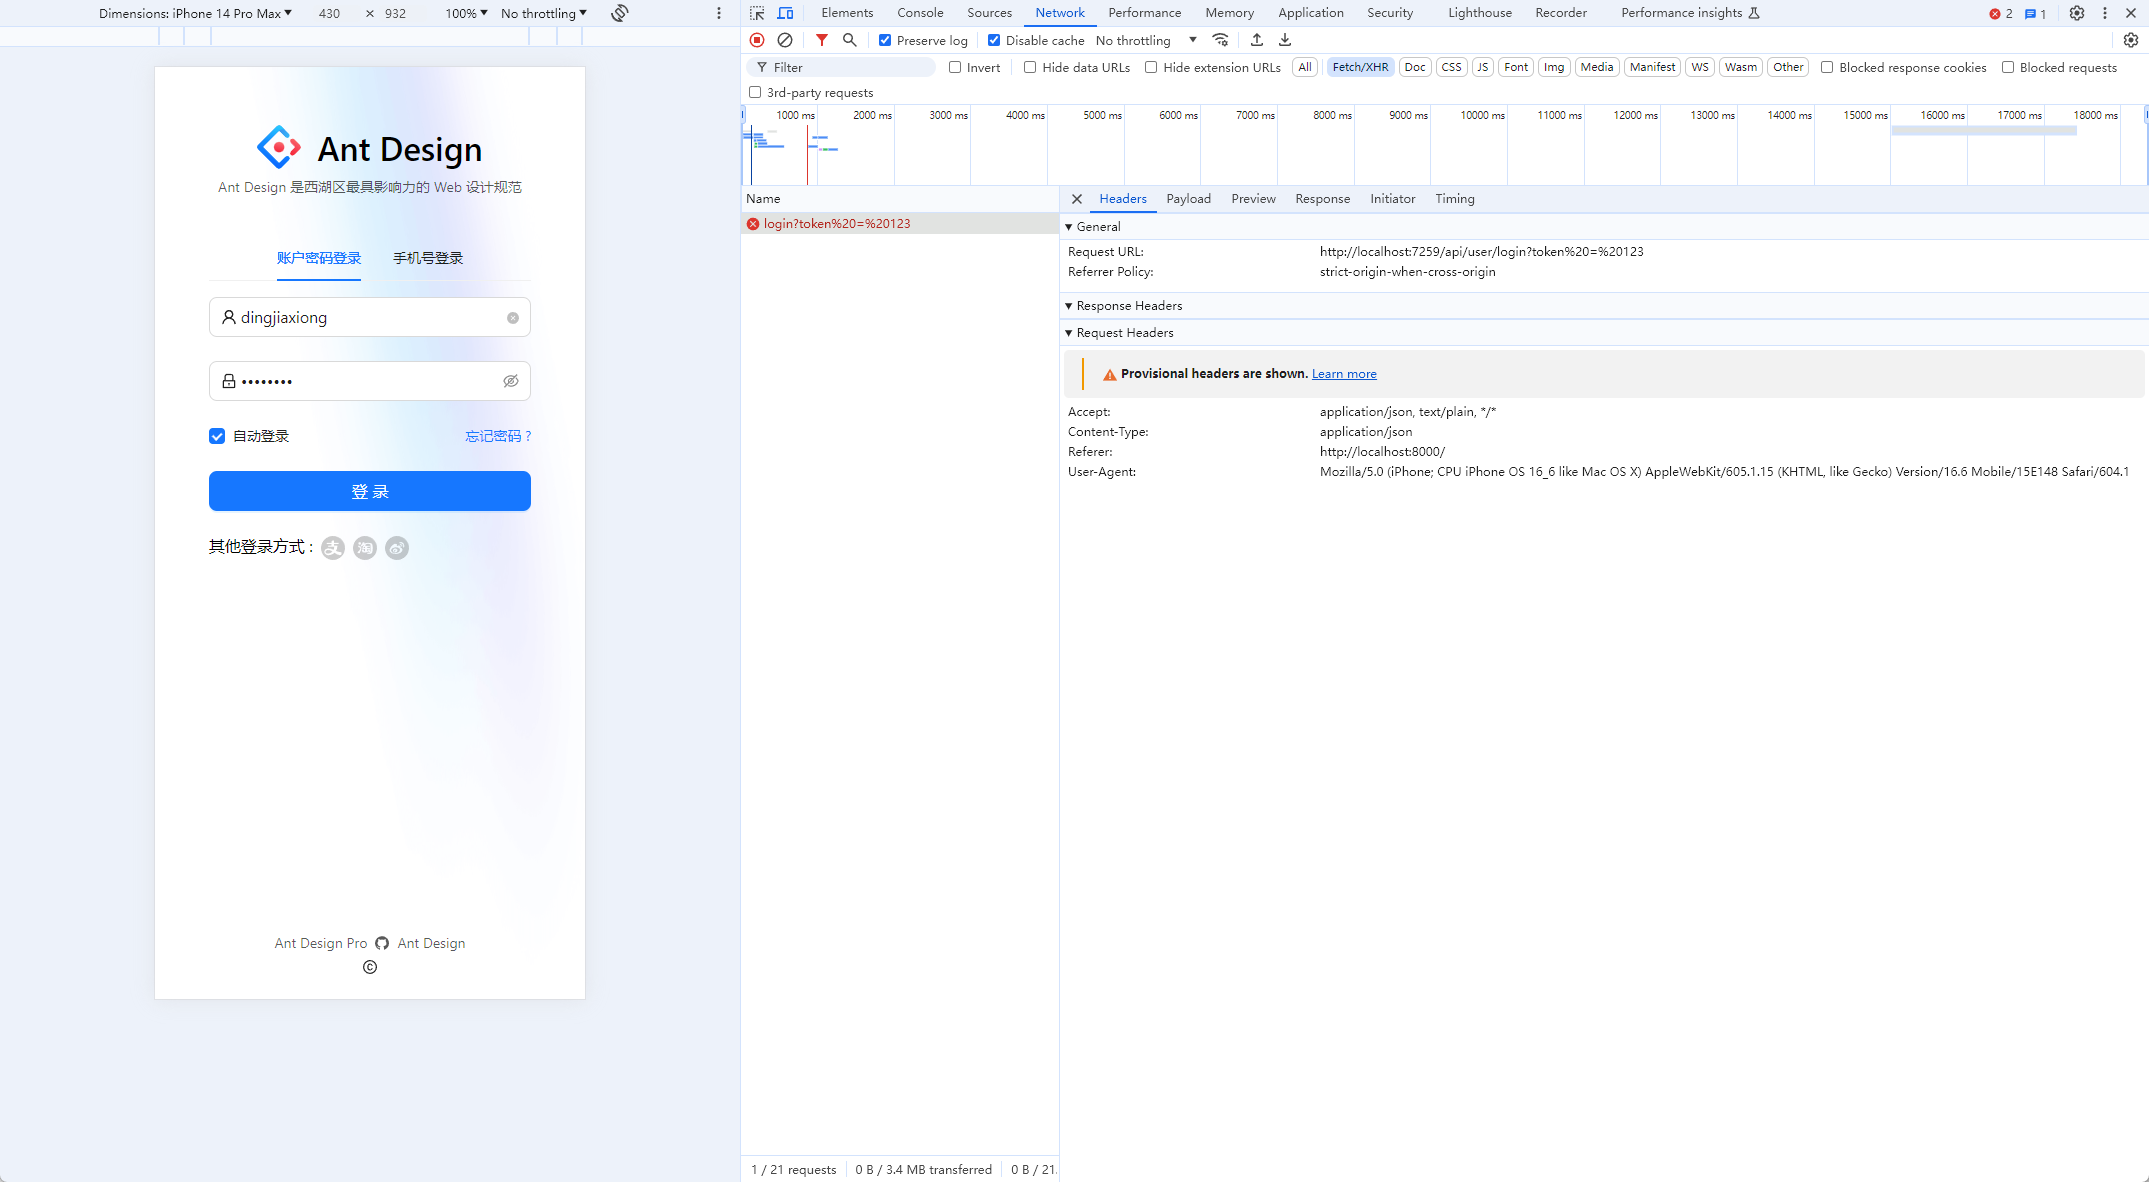 Dimensions: iPhone 14 Pro Max 430 × 932 100% No throttling
Ant Design
Ant Design 是西湖区最具影响力的 Web 设计规范
账户密码登录 手机号登录
dingjiaxiong
••••••••
自动登录 忘记密码 ?
登 录
其他登录方式 :
支 淘
Ant Design Pro Ant Design
©
Elements Console Sources Network Performance Memory Application Security Lighthouse Recorder Performance insights 2 1
Preserve log Disable cache No throttling
Filter Invert Hide data URLs Hide extension URLs All Fetch/XHR Doc CSS JS Font Img Media Manifest WS Wasm Other Blocked response cookies Blocked requests
3rd-party requests
1000 ms 2000 ms 3000 ms 4000 ms 5000 ms 6000 ms 7000 ms 8000 ms 9000 ms 10000 ms 11000 ms 12000 ms 13000 ms 14000 ms 15000 ms 16000 ms 17000 ms 18000 ms
Name
login?token%20=%20123
Headers Payload Preview Response Initiator Timing
General
Request URL: http://localhost:7259/api/user/login?token%20=%20123
Referrer Policy: strict-origin-when-cross-origin
Response Headers
Request Headers
Provisional headers are shown. Learn more
Accept: application/json, text/plain, */*
Content-Type: application/json
Referer: http://localhost:8000/
User-Agent: Mozilla/5.0 (iPhone; CPU iPhone OS 16_6 like Mac OS X) AppleWebKit/605.1.15 (KHTML, like Gecko) Version/16.6 Mobile/15E148 Safari/604.1
1 / 21 requests 0 B / 3.4 MB transferred 0 B / 21.